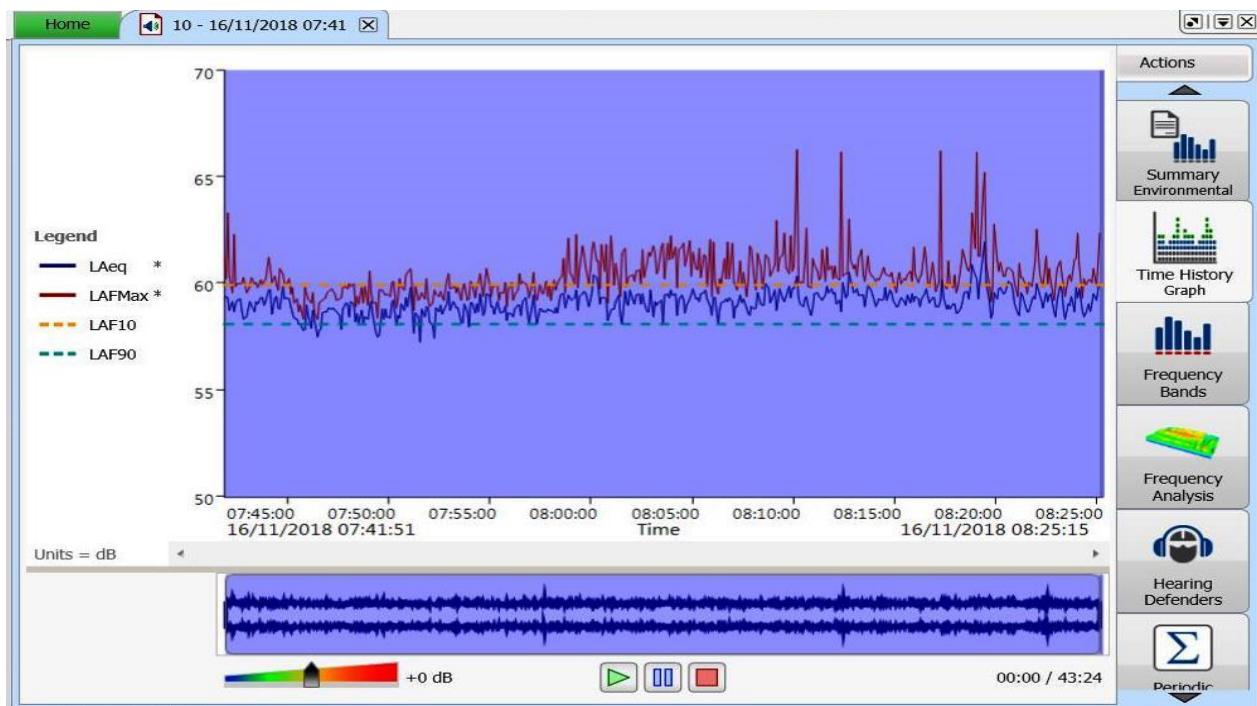 Home
10 - 16/11/2018 07:41
Actions
70
65
60
55
50
Legend
LAeq *
LAFMax *
LAF10
LAF90
07:45:00 07:50:00 07:55:00 08:00:00 08:05:00 08:10:00 08:15:00 08:20:00 08:25:00
16/11/2018 07:41:51 Time 16/11/2018 08:25:15
Units = dB
+0 dB
00:00 / 43:24
Summary
Environmental
Time History
Graph
Frequency
Bands
Frequency
Analysis
Hearing
Defenders
Σ
Periodic